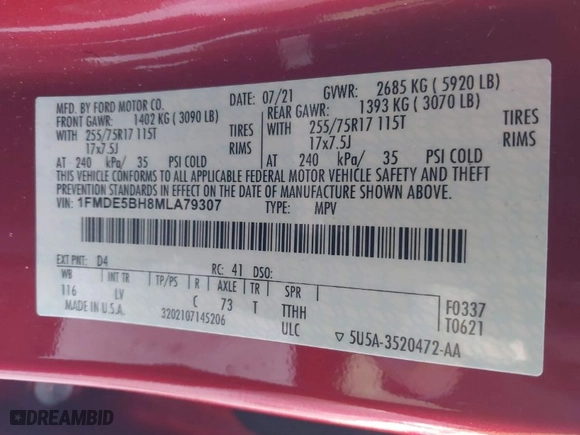 MFD. BY FORD MOTOR CO. DATE: 07/21 GVWR: 2685 KG ( 5920 LB)
FRONT GAWR: 1402 KG ( 3090 LB) REAR GAWR: 1393 KG ( 3070 LB)
WITH 255/75R17 115T TIRES WITH 255/75R17 115T TIRES
17x7.5J RIMS 17x7.5J RIMS
AT 240 kPa/ 35 PSI COLD AT 240 kPa/ 35 PSI COLD
THIS VEHICLE CONFORMS TO ALL APPLICABLE FEDERAL MOTOR VEHICLE SAFETY AND THEFT
PREVENTION STANDARDS IN EFFECT ON THE DATE OF MANUFACTURE SHOWN ABOVE.
VIN: 1FMDE5BH8MLA79307 TYPE: MPV
EXT PNT: D4 RC: 41 DSO:
WB INT TR TP/PS R AXLE TR SPR
116 LV C 73 T TTHH F0337
MADE IN U.S.A. 3202107145206 ULC T0621
5U5A-3520472-AA
DREAMBID